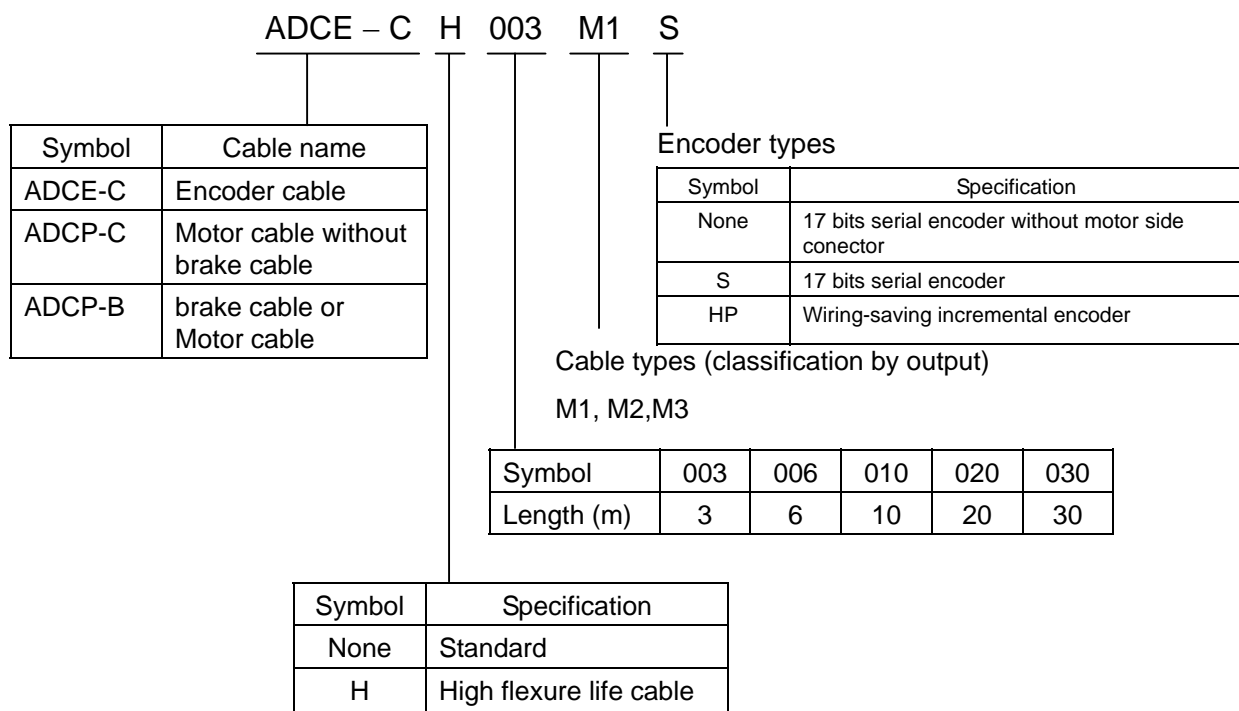 ADCE – C H 003 M1 S
Symbol Cable name
ADCE-C Encoder cable
ADCP-C Motor cable without
brake cable
ADCP-B brake cable or
Motor cable
Encoder types
Symbol Specification
None 17 bits serial encoder without motor side
conector
S 17 bits serial encoder
HP Wiring-saving incremental encoder
Cable types (classification by output)
M1, M2,M3
Symbol 003 006 010 020 030
Length (m) 3 6 10 20 30
Symbol Specification
None Standard
H High flexure life cable